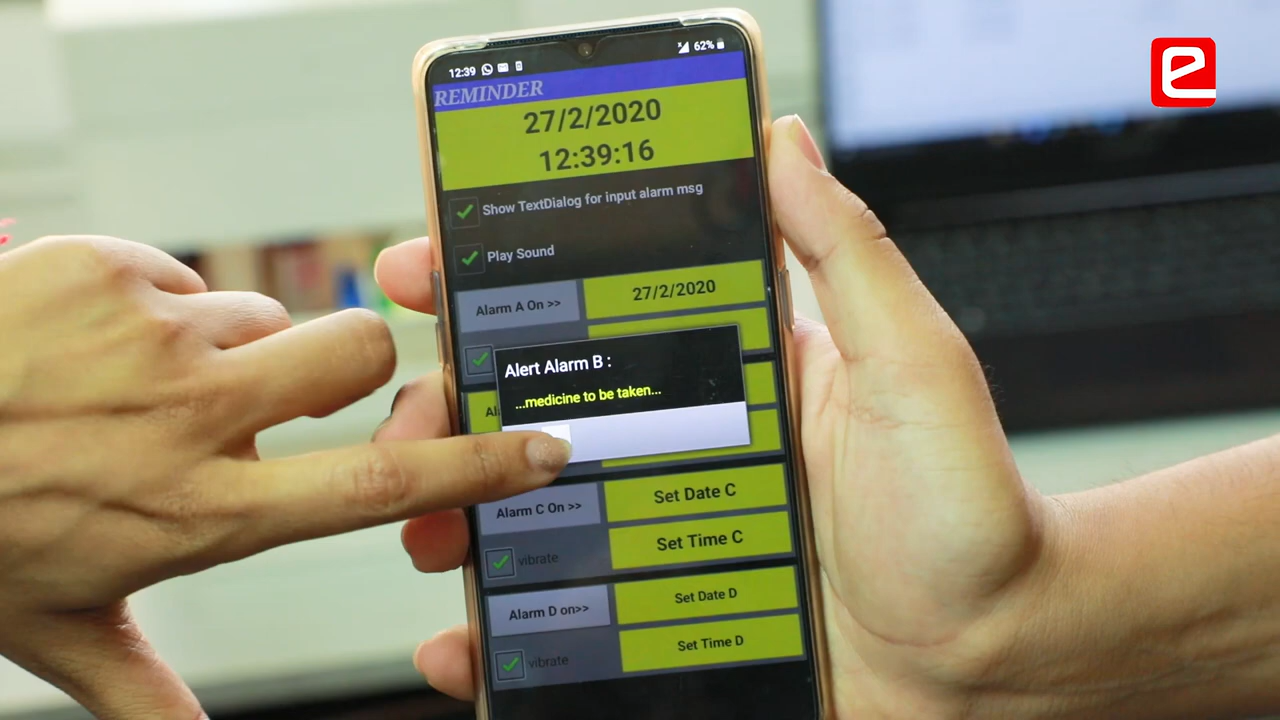 12:39
62%
REMINDER
27/2/2020
12:39:16
Show TextDialog for input alarm msg
Play Sound
Alarm A On >>
27/2/2020
Alert Alarm B :
...medicine to be taken...
Alarm C On >>
Set Date C
Set Time C
vibrate
Alarm D on>>
Set Date D
Set Time D
vibrate
e